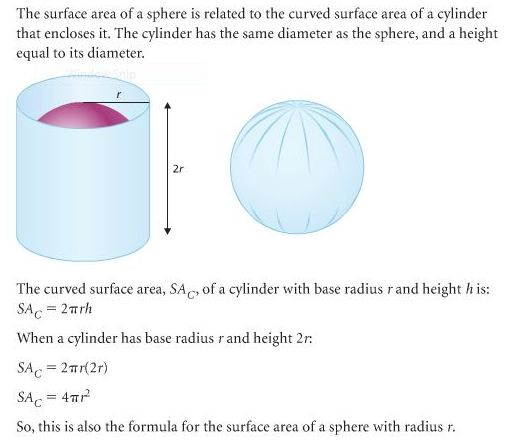 The surface area of a sphere is related to the curved surface area of a cylinder
that encloses it. The cylinder has the same diameter as the sphere, and a height
equal to its diameter.
Window Snip
r
2r
The curved surface area, SA_C, of a cylinder with base radius r and height h is:
SA_C = 2πrh
When a cylinder has base radius r and height 2r:
SA_C = 2πr(2r)
SA_C = 4πr²
So, this is also the formula for the surface area of a sphere with radius r.